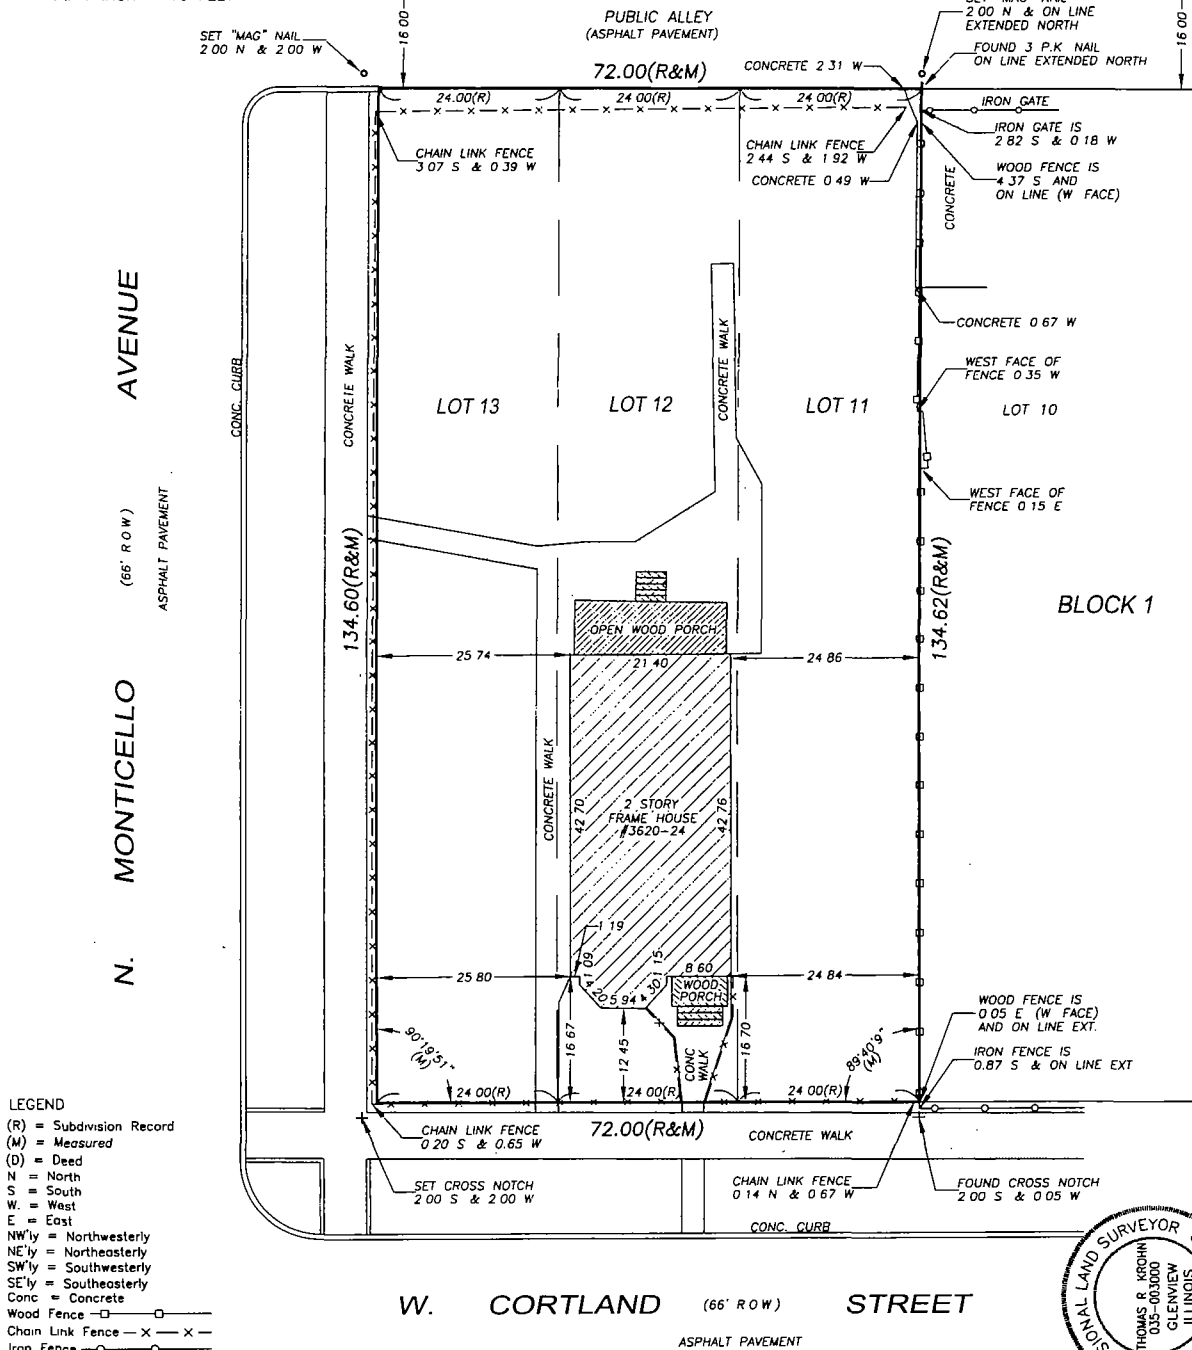 PUBLIC ALLEY
(ASPHALT PAVEMENT)
16 00
16 00
SET "MAG" NAIL
2 00 N & 2 00 W
2 00 N & ON LINE
EXTENDED NORTH
FOUND 3 P.K NAIL
ON LINE EXTENDED NORTH
72.00(R&M)
CONCRETE 2 31 W
24.00(R)
24 00(R)
24 00(R)
IRON GATE
IRON GATE IS
2 82 S & 0 18 W
CHAIN LINK FENCE
3 07 S & 0 39 W
CHAIN LINK FENCE
2 44 S & 1 92 W
CONCRETE 0 49 W
WOOD FENCE IS
4 37 S AND
ON LINE (W FACE)
CONCRETE
CONCRETE 0 67 W
WEST FACE OF
FENCE 0 35 W
LOT 13
LOT 12
LOT 11
LOT 10
CONCRETE WALK
CONCRETE WALK
CONC. CURB
WEST FACE OF
FENCE 0 15 E
N. MONTICELLO AVENUE
(66' ROW)
ASPHALT PAVEMENT
134.60(R&M)
134.62(R&M)
BLOCK 1
OPEN WOOD PORCH
25 74
21 40
24 86
CONCRETE WALK
42 70
2 STORY
FRAME HOUSE
#3620-24
42 76
1 19
1 09
1 15
8 60
25 80
24 84
4 20
5 94
4 30
WOOD
PORCH
16 67
12 45
CONC
WALK
16 70
90°19'51"
(M)
89°40'9"
(M)
WOOD FENCE IS
0 05 E (W FACE)
AND ON LINE EXT.
IRON FENCE IS
0.87 S & ON LINE EXT
24 00(R)
24 00(R)
24 00(R)
CHAIN LINK FENCE
0 20 S & 0 65 W
72.00(R&M)
CONCRETE WALK
SET CROSS NOTCH
2 00 S & 2 00 W
CHAIN LINK FENCE
0 14 N & 0 67 W
FOUND CROSS NOTCH
2 00 S & 0 05 W
CONC. CURB
W. CORTLAND (66' ROW) STREET
ASPHALT PAVEMENT
LEGEND
(R) = Subdivision Record
(M) = Measured
(D) = Deed
N = North
S = South
W. = West
E = East
NW'ly = Northwesterly
NE'ly = Northeasterly
SW'ly = Southwesterly
SE'ly = Southeasterly
Conc = Concrete
Wood Fence
Chain Link Fence
Iron Fence
LAND SURVEYOR
THOMAS R KROHN
035-003000
GLENVIEW
ILLINOIS